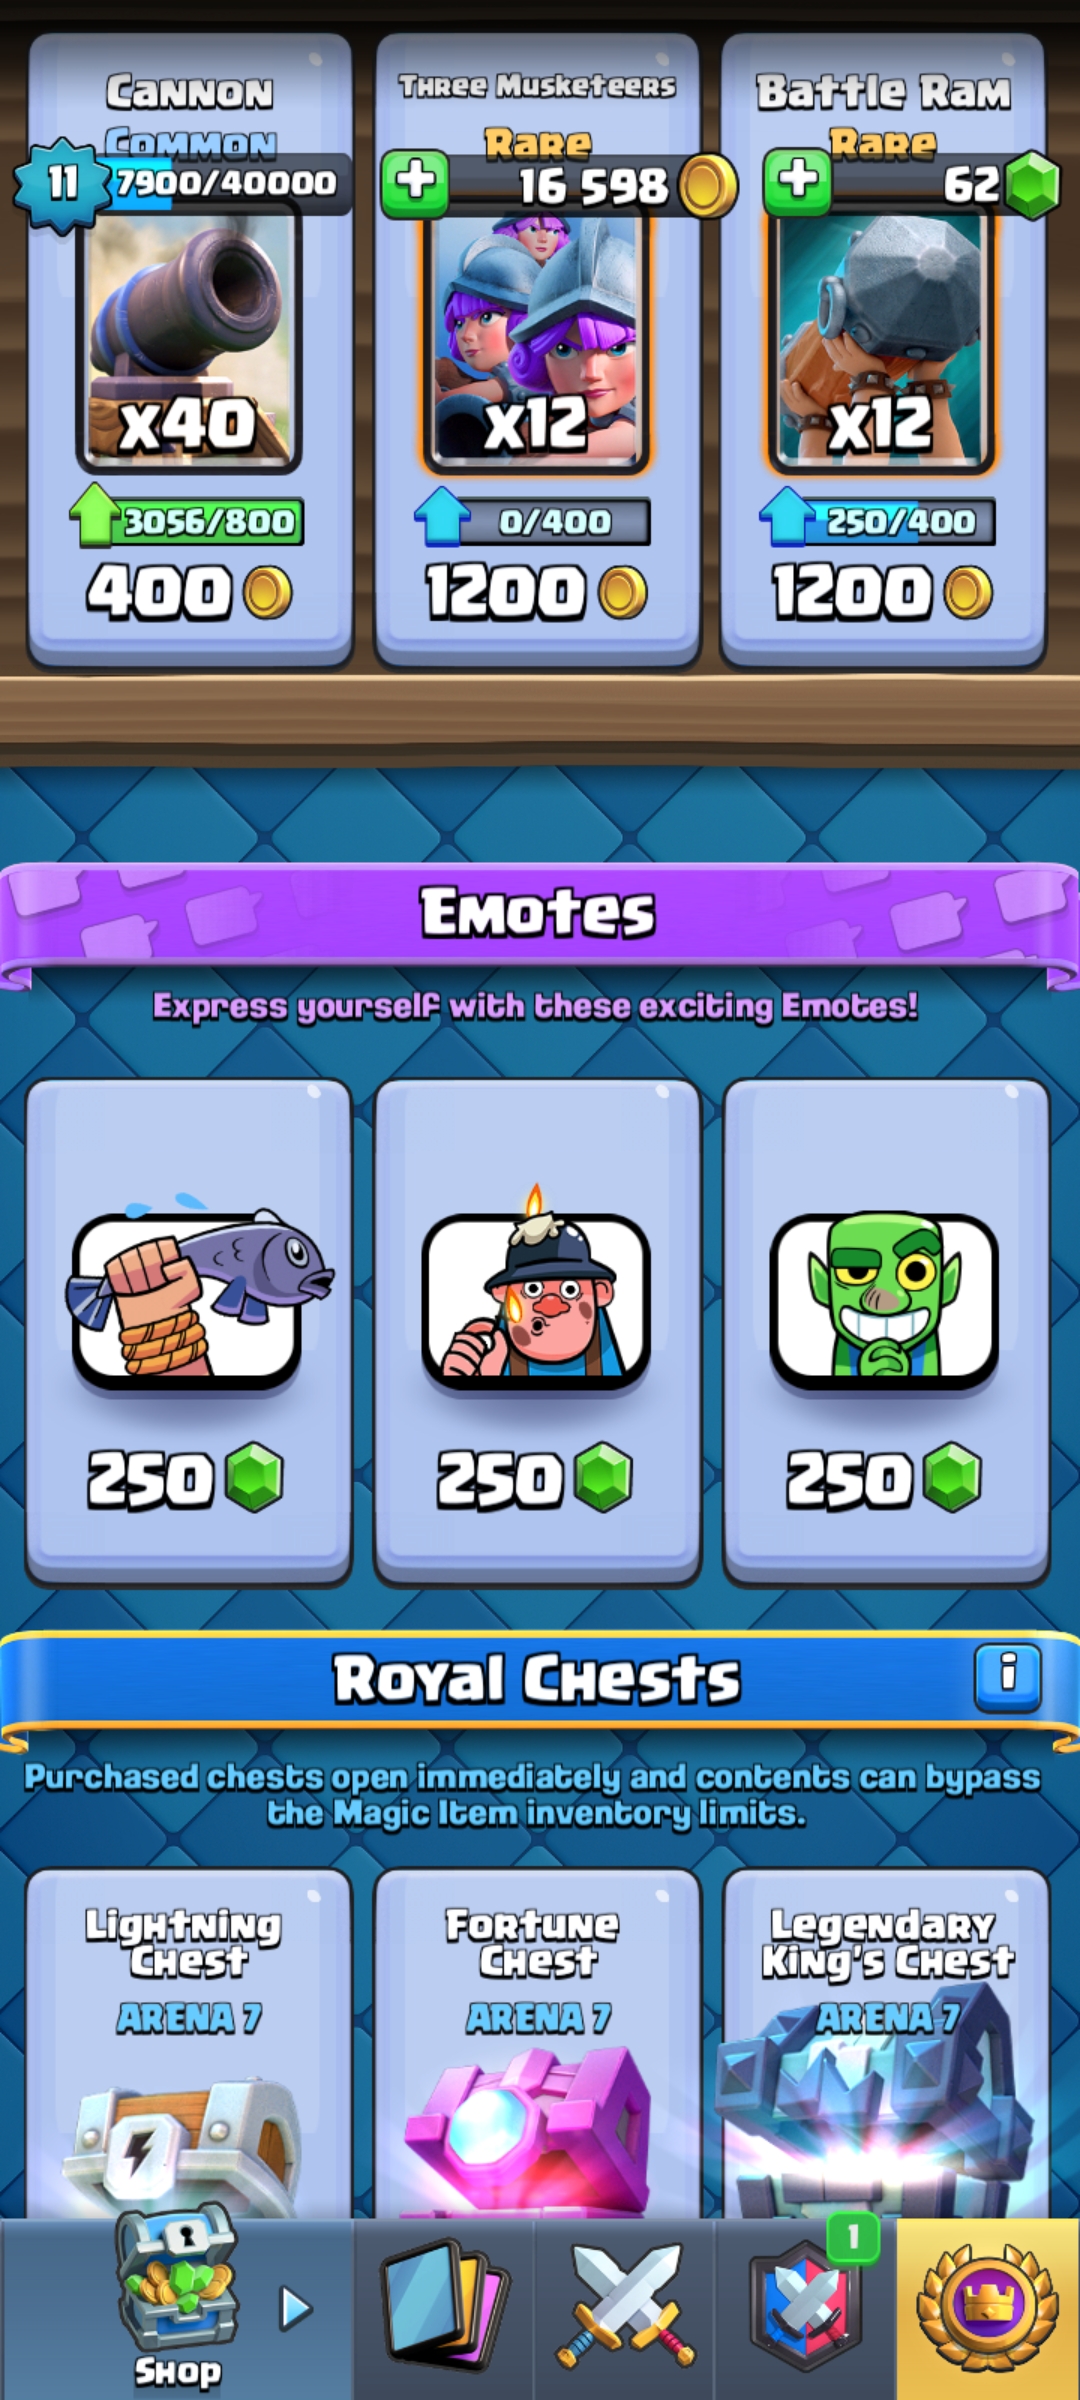 Cannon
Three Musketeers
Battle Ram
Common
Rare
Rare
11
7900/40000
16 598
62
x40
x12
x12
3056/800
0/400
250/400
400
1200
1200
Emotes
Express yourself with these exciting Emotes!
250
250
250
Royal Chests
i
Purchased chests open immediately and contents can bypass
the Magic Item inventory limits.
Lightning
Chest
ARENA 7
Fortune
Chest
ARENA 7
Legendary
King's Chest
ARENA 7
1
Shop